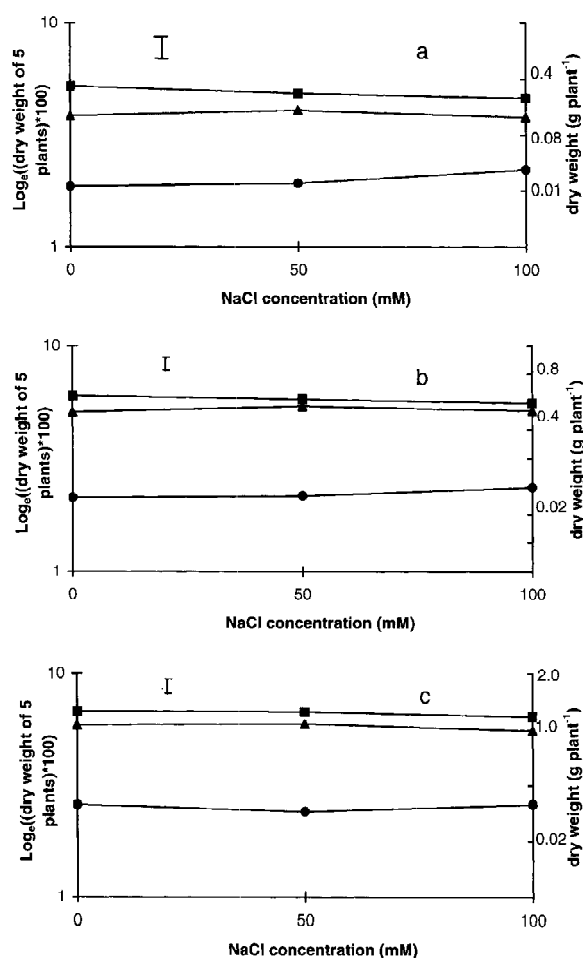 10
a
0.4
0.08
0.01
1
0
50
100
Logₑ((dry weight of 5
plants)*100)
dry weight (g plant⁻¹)
NaCl concentration (mM)
10
b
0.8
0.4
0.02
1
0
50
100
Logₑ((dry weight of 5
plants)*100)
dry weight (g plant⁻¹)
NaCl concentration (mM)
10
c
2.0
1.0
0.02
1
0
50
100
Logₑ((dry weight of 5
plants)*100)
dry weight (g plant⁻¹)
NaCl concentration (mM)